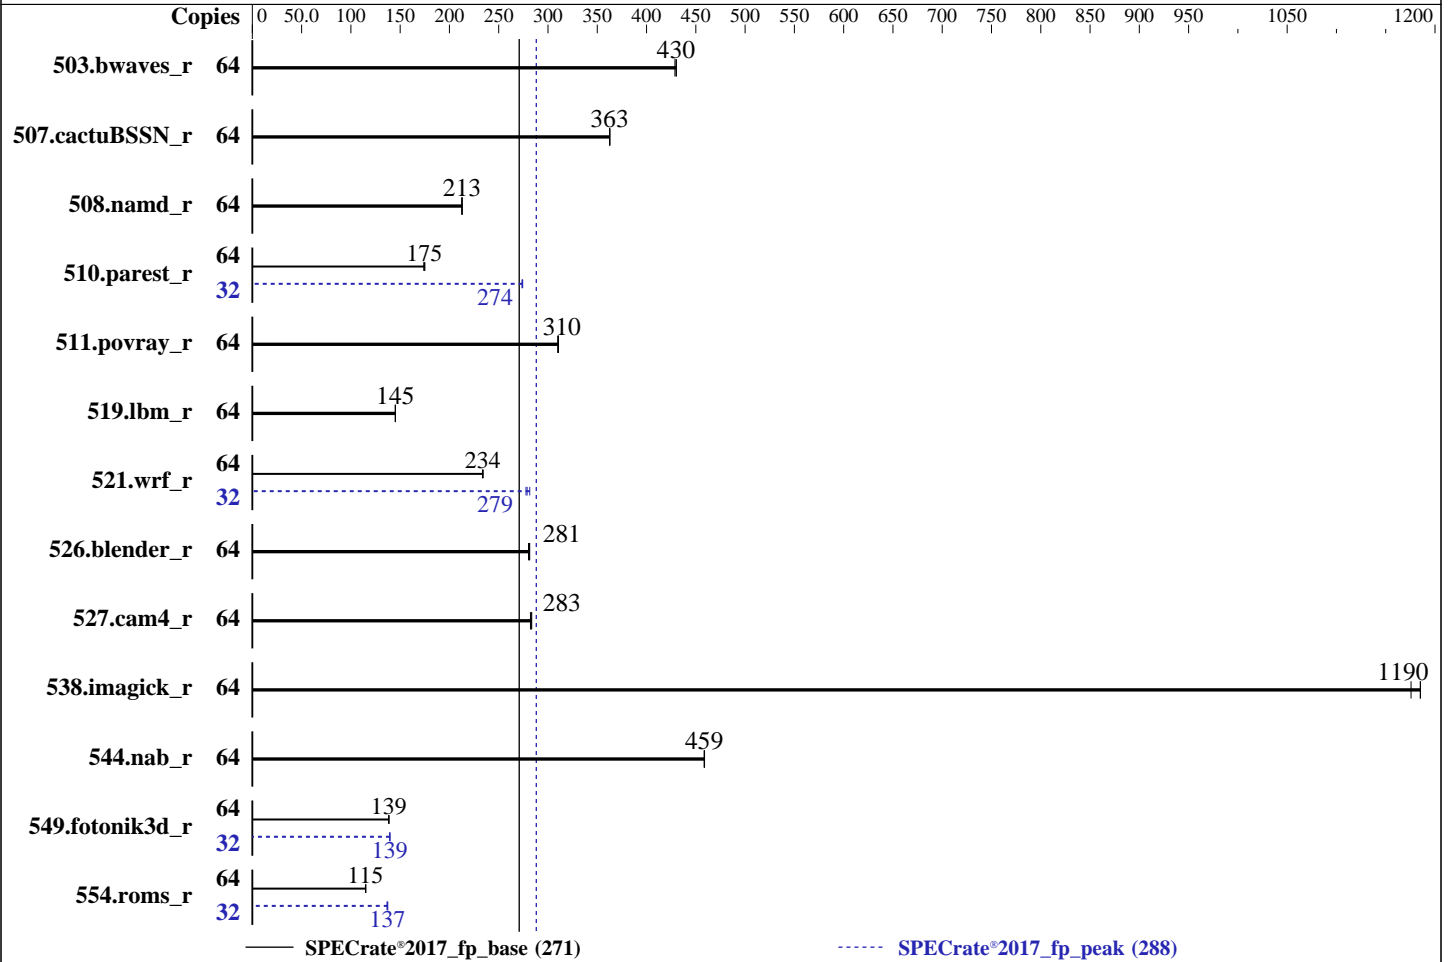 Copies 0 50.0 100 150 200 250 300 350 400 450 500 550 600 650 700 750 800 850 900 950 1050 1200
503.bwaves_r 64 430
507.cactuBSSN_r 64 363
508.namd_r 64 213
510.parest_r 64 175
32 274
511.povray_r 64 310
519.lbm_r 64 145
521.wrf_r 64 234
32 279
526.blender_r 64 281
527.cam4_r 64 283
538.imagick_r 64 1190
544.nab_r 64 459
549.fotonik3d_r 64 139
32 139
554.roms_r 64 115
32 137
SPECrate®2017_fp_base (271) SPECrate®2017_fp_peak (288)